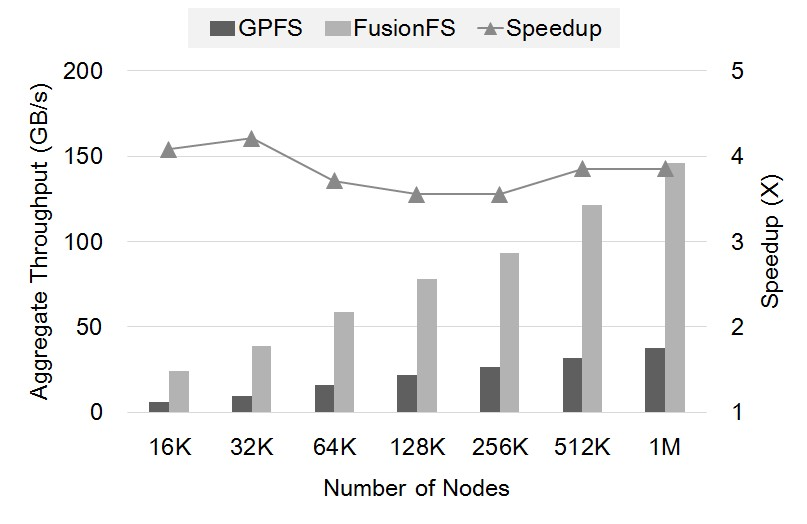 GPFS FusionFS Speedup
200 5
150 4
100 3
50 2
0 1
Aggregate Throughput (GB/s)
Speedup (X)
16K 32K 64K 128K 256K 512K 1M
Number of Nodes